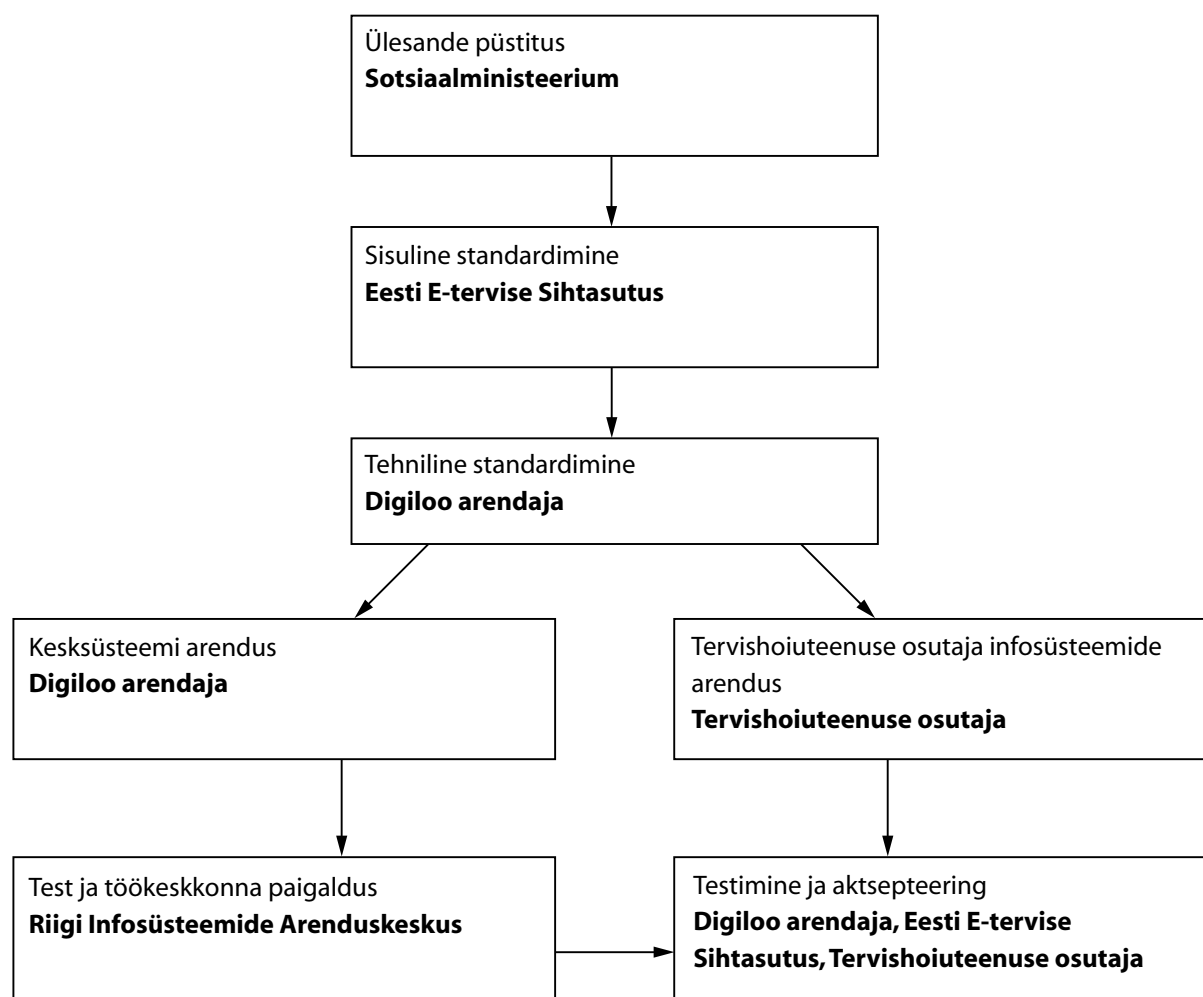 Ülesande püstitus
Sotsiaalministeerium
Sisuline standardimine
Eesti E-tervise Sihtasutus
Tehniline standardimine
Digiloo arendaja
Kesksüsteemi arendus
Digiloo arendaja
Tervishoiuteenuse osutaja infosüsteemide
arendus
Tervishoiuteenuse osutaja
Test ja töökeskkonna paigaldus
Riigi Infosüsteemide Arenduskeskus
Testimine ja aktsepteering
Digiloo arendaja, Eesti E-tervise
Sihtasutus, Tervishoiuteenuse osutaja